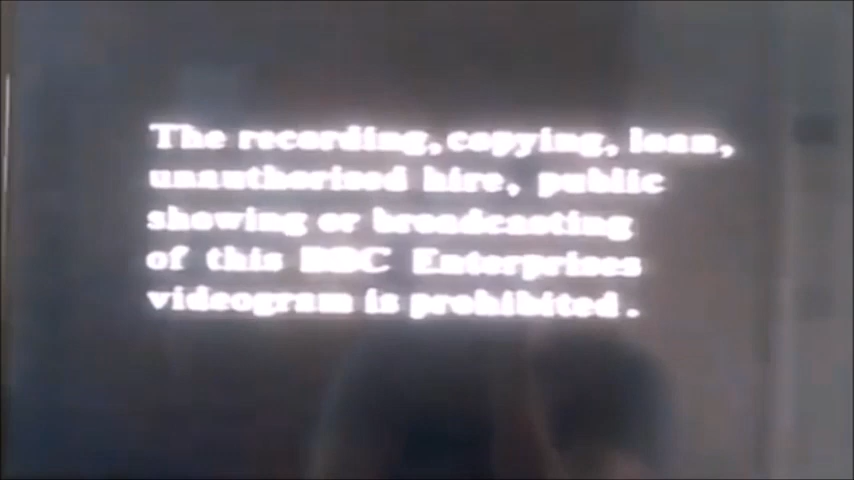 The recording, copying, loan,
unauthorised hire, public
showing or broadcasting
of this BBC Enterprises
videogram is prohibited.